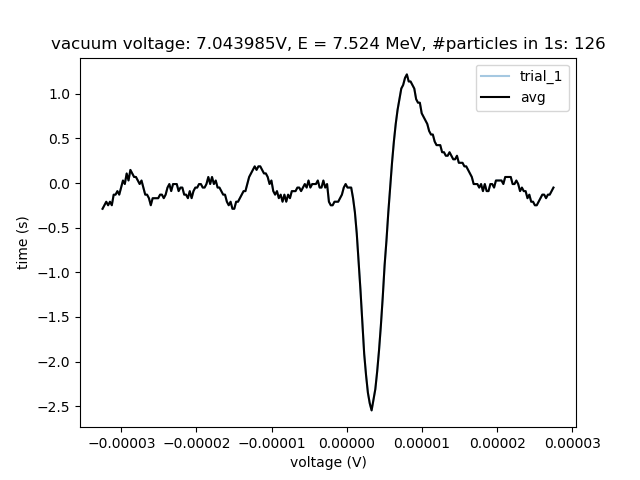 vacuum voltage: 7.043985V, E = 7.524 MeV, #particles in 1s: 126
trial_1
avg
1.0
0.5
0.0
−0.5
−1.0
−1.5
−2.0
−2.5
time (s)
−0.00003 −0.00002 −0.00001 0.00000 0.00001 0.00002 0.00003
voltage (V)